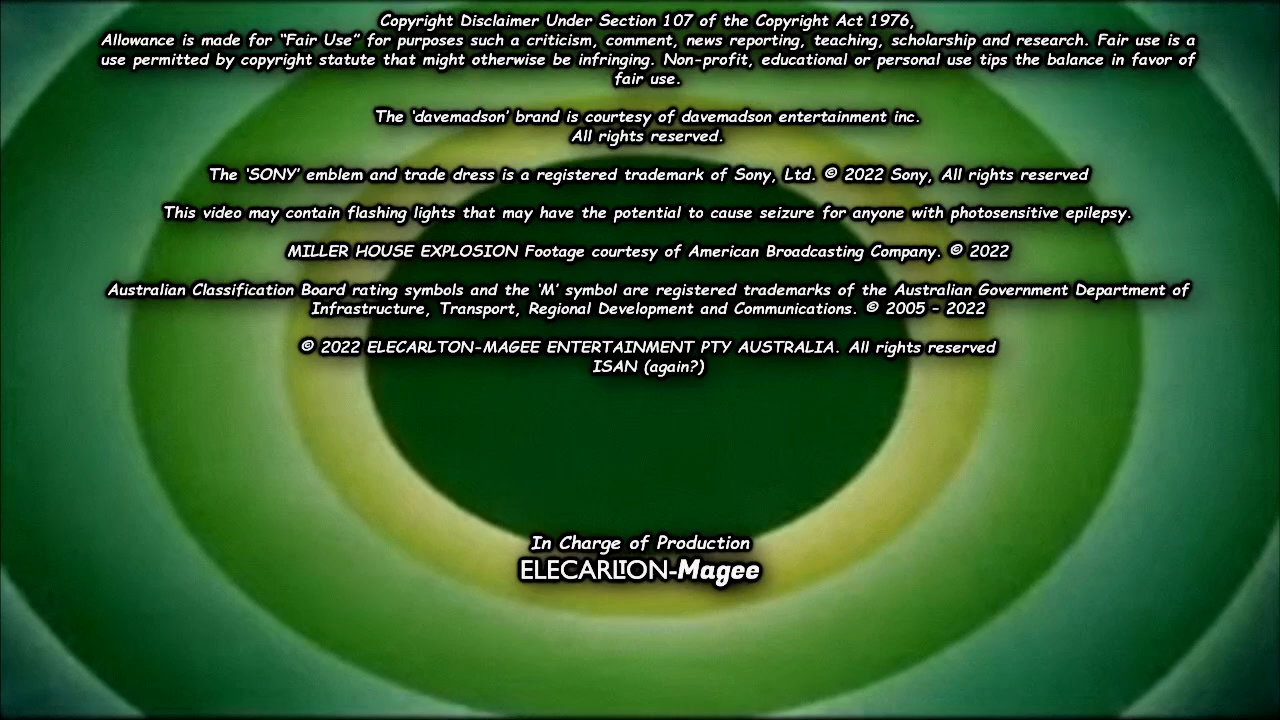 Copyright Disclaimer Under Section 107 of the Copyright Act 1976,
Allowance is made for “Fair Use” for purposes such a criticism, comment, news reporting, teaching, scholarship and research. Fair use is a
use permitted by copyright statute that might otherwise be infringing. Non-profit, educational or personal use tips the balance in favor of
fair use.
The ‘davemadson’ brand is courtesy of davemadson entertainment inc.
All rights reserved.
The ‘SONY’ emblem and trade dress is a registered trademark of Sony, Ltd. © 2022 Sony, All rights reserved
This video may contain flashing lights that may have the potential to cause seizure for anyone with photosensitive epilepsy.
MILLER HOUSE EXPLOSION Footage courtesy of American Broadcasting Company. © 2022
Australian Classification Board rating symbols and the ‘M’ symbol are registered trademarks of the Australian Government Department of
Infrastructure, Transport, Regional Development and Communications. © 2005 – 2022
© 2022 ELECARLTON-MAGEE ENTERTAINMENT PTY AUSTRALIA. All rights reserved
ISAN (again?)
In Charge of Production
ELECARLTON-Magee